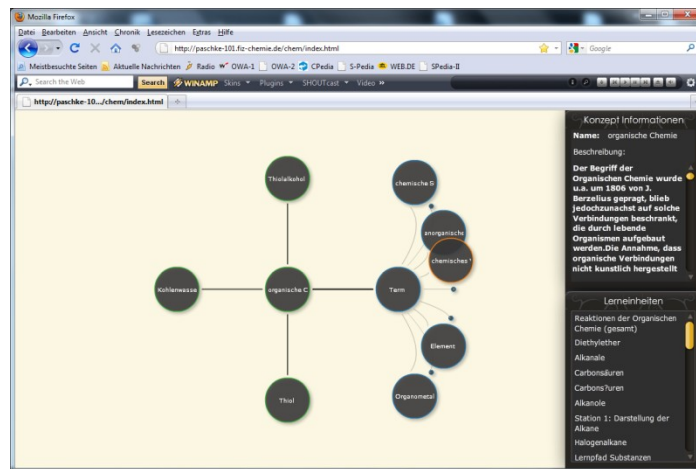 Mozilla Firefox
Datei Bearbeiten Ansicht Chronik Lesezeichen Extras Hilfe
http://paschke-101.fiz-chemie.de/chem/index.html
Google
Meistbesuchte Seiten Aktuelle Nachrichten Radio OWA-1 OWA-2 CPedia S-Pedia WEB.DE SPedia-II
Search the Web Search WINAMP Skins Plugins SHOUTcast Video »
http://paschke-10.../chem/index.html
Thiolalkohol
chemische S
anorganische
chemisches
Kohlenwasse
organische C
Term
Element
Thiol
Organometal
Konzept Informationen
Name: organische Chemie
Beschreibung:
Der Begriff der
Organischen Chemie wurde
u.a. um 1806 von J.
Berzelius gepragt, blieb
jedochzunachst auf solche
Verbindungen beschrankt,
die durch lebende
Organismen aufgebaut
werden.Die Annahme, dass
organische Verbindungen
nicht kunstlich hergestellt
Lerneinheiten
Reaktionen der Organischen
Chemie (gesamt)
Diethylether
Alkanale
Carbonsäuren
Carbons?uren
Alkanole
Station 1: Darstellung der
Alkane
Halogenalkane
Lernpfad Substanzen